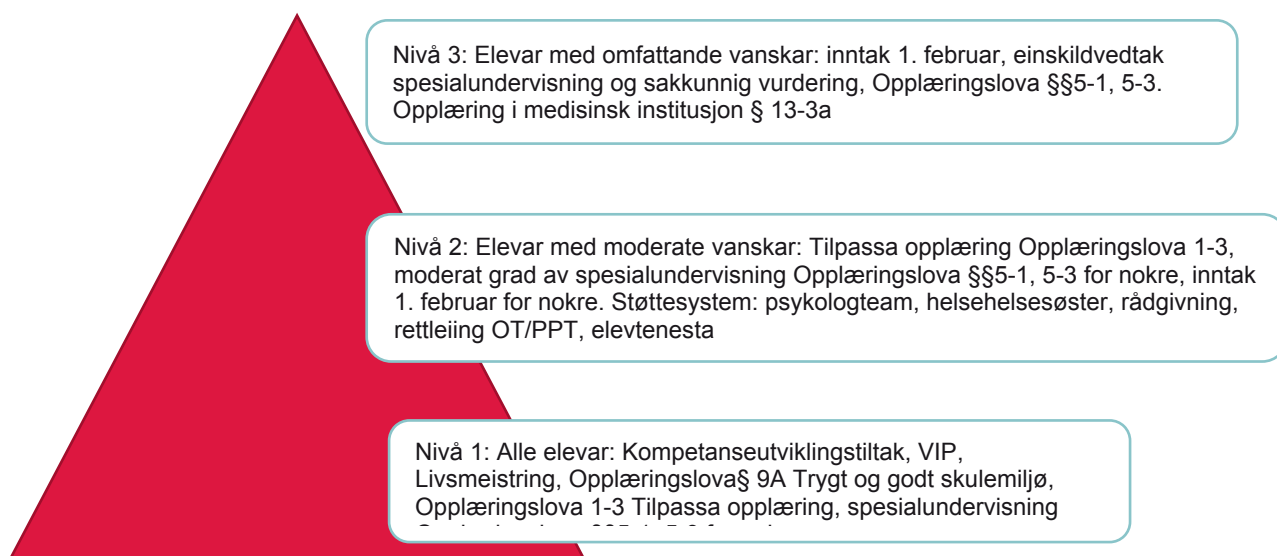 Nivå 3: Elevar med omfattande vanskar: inntak 1. februar, einskildvedtak
spesialundervisning og sakkunnig vurdering, Opplæringslova §§5-1, 5-3.
Opplæring i medisinsk institusjon § 13-3a
Nivå 2: Elevar med moderate vanskar: Tilpassa opplæring Opplæringslova 1-3,
moderat grad av spesialundervisning Opplæringslova §§5-1, 5-3 for nokre, inntak
1. februar for nokre. Støttesystem: psykologteam, helsehelsesøster, rådgivning,
rettleiing OT/PPT, elevtenesta
Nivå 1: Alle elevar: Kompetanseutviklingstiltak, VIP,
Livsmeistring, Opplæringslova§ 9A Trygt og godt skulemiljø,
Opplæringslova 1-3 Tilpassa opplæring, spesialundervisning